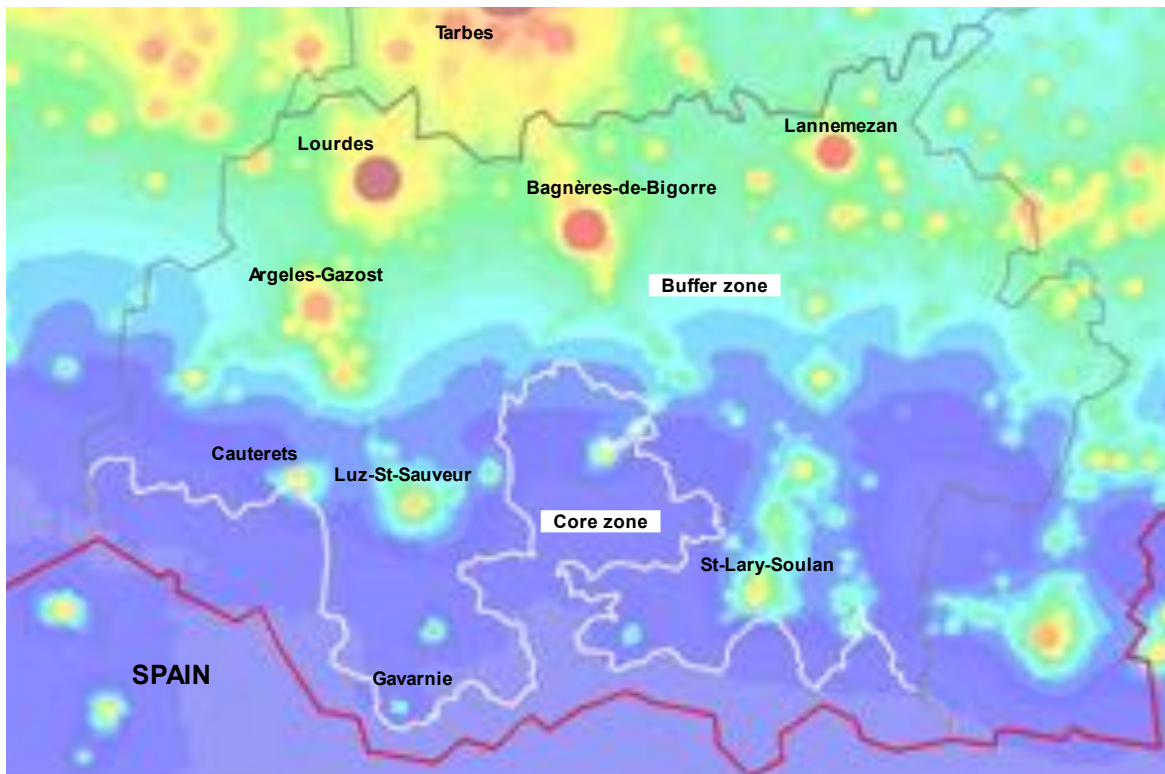 Tarbes
Lannemezan
Lourdes
Bagnères-de-Bigorre
Argeles-Gazost
Buffer zone
Cauterets
Luz-St-Sauveur
Core zone
St-Lary-Soulan
SPAIN
Gavarnie